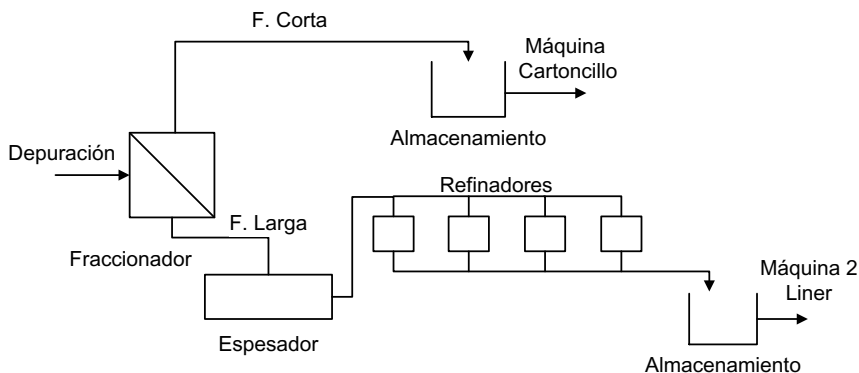 F. Corta
Máquina
Cartoncillo
Almacenamiento
Depuración
Refinadores
F. Larga
Fraccionador
Espesador
Máquina 2
Liner
Almacenamiento